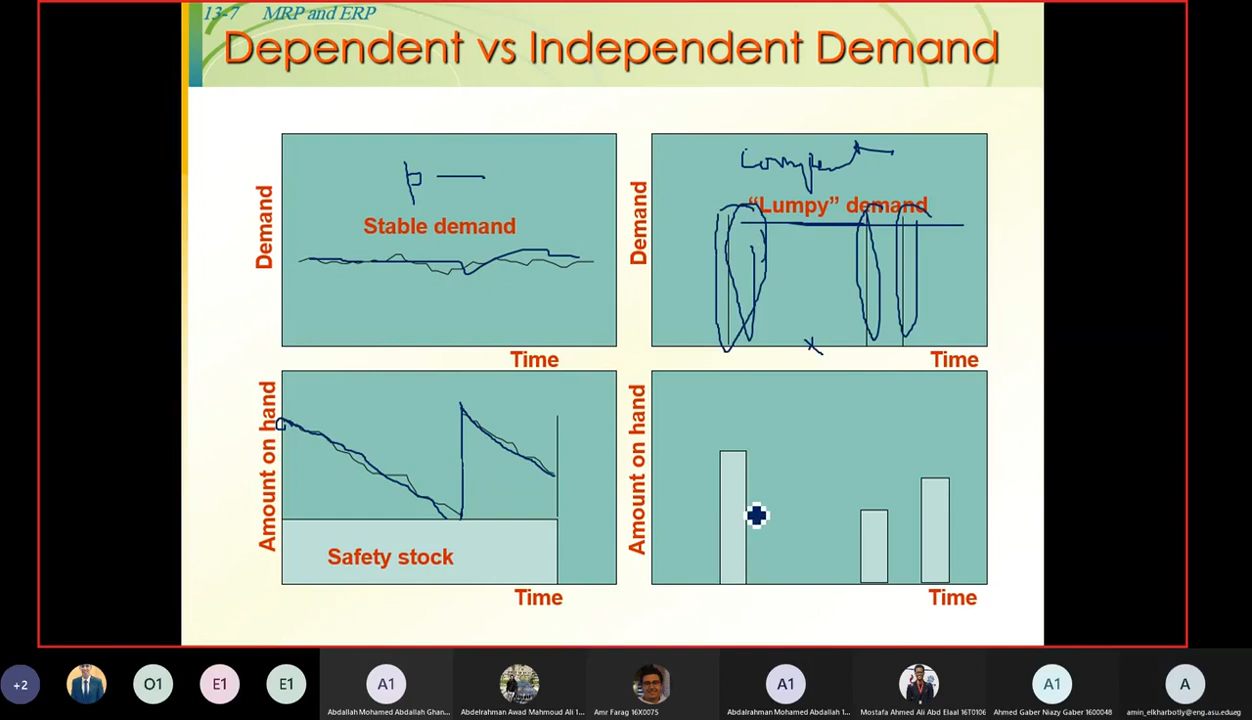 13-7 MRP and ERP
Dependent vs Independent Demand
Demand
Stable demand
Time
Demand
“Lumpy” demand
Time
Amount on hand
Safety stock
Time
Amount on hand
Time
+2
O1
E1
E1
A1
A1
A1
A
Abdallah Mohamed Abdallah Ghan...
Abdelrahman Awad Mahmoud Ali 1...
Amr Farag 16X0075
Abdalrahman Mohamed Abdallah 1...
Mostafa Ahmed Ali Abd Elaal 16T0106
Ahmed Gaber Niazy Gaber 1600048
amin_elkharbotly@eng.asu.edu.eg